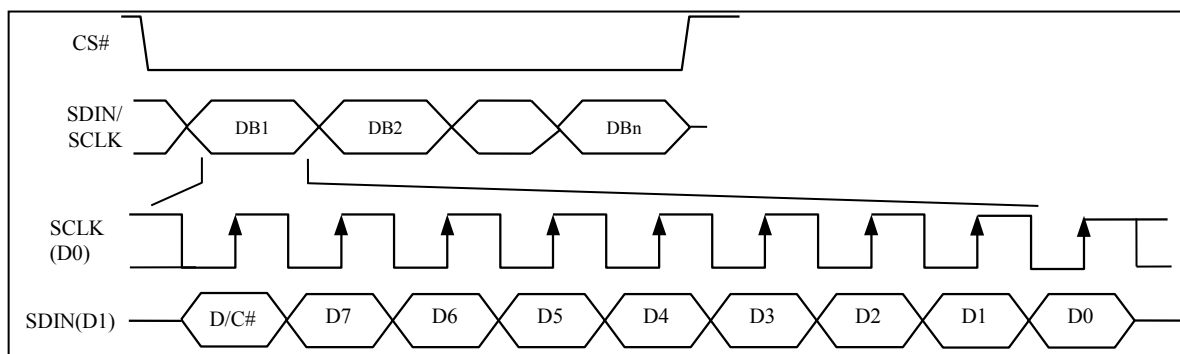 CS#
SDIN/
SCLK
DB1 DB2 DBn
SCLK
(D0)
SDIN(D1) D/C# D7 D6 D5 D4 D3 D2 D1 D0